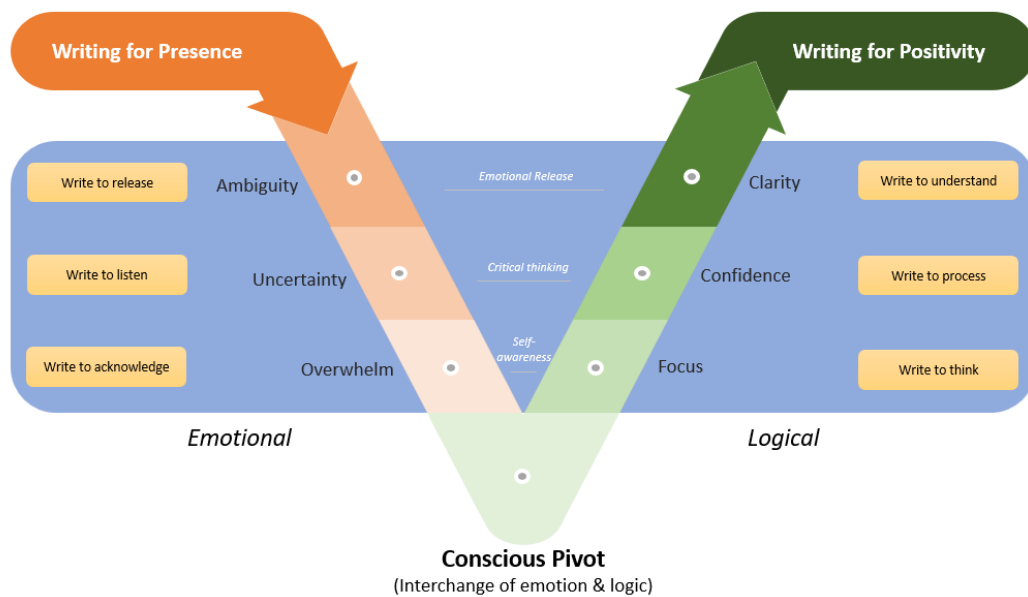 Writing for Presence
Writing for Positivity
Write to release
Ambiguity
Emotional Release
Clarity
Write to understand
Write to listen
Uncertainty
Critical thinking
Confidence
Write to process
Write to acknowledge
Overwhelm
Self-
awareness
Focus
Write to think
Emotional
Logical
Conscious Pivot
(Interchange of emotion & logic)